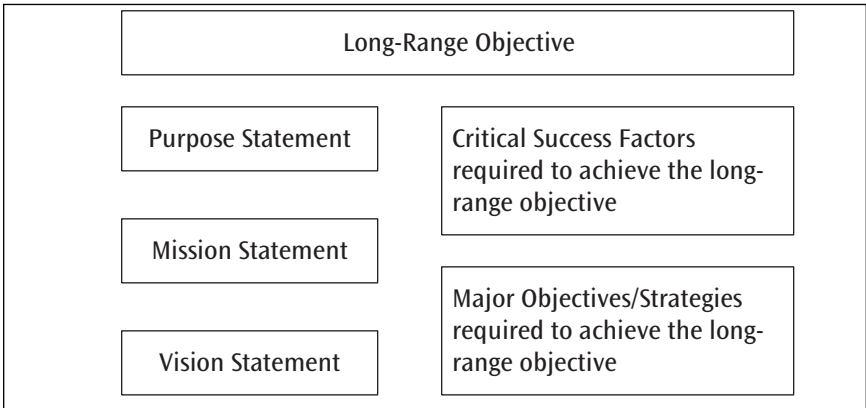 Long-Range Objective
Purpose Statement
Mission Statement
Vision Statement
Critical Success Factors
required to achieve the long-
range objective
Major Objectives/Strategies
required to achieve the long-
range objective